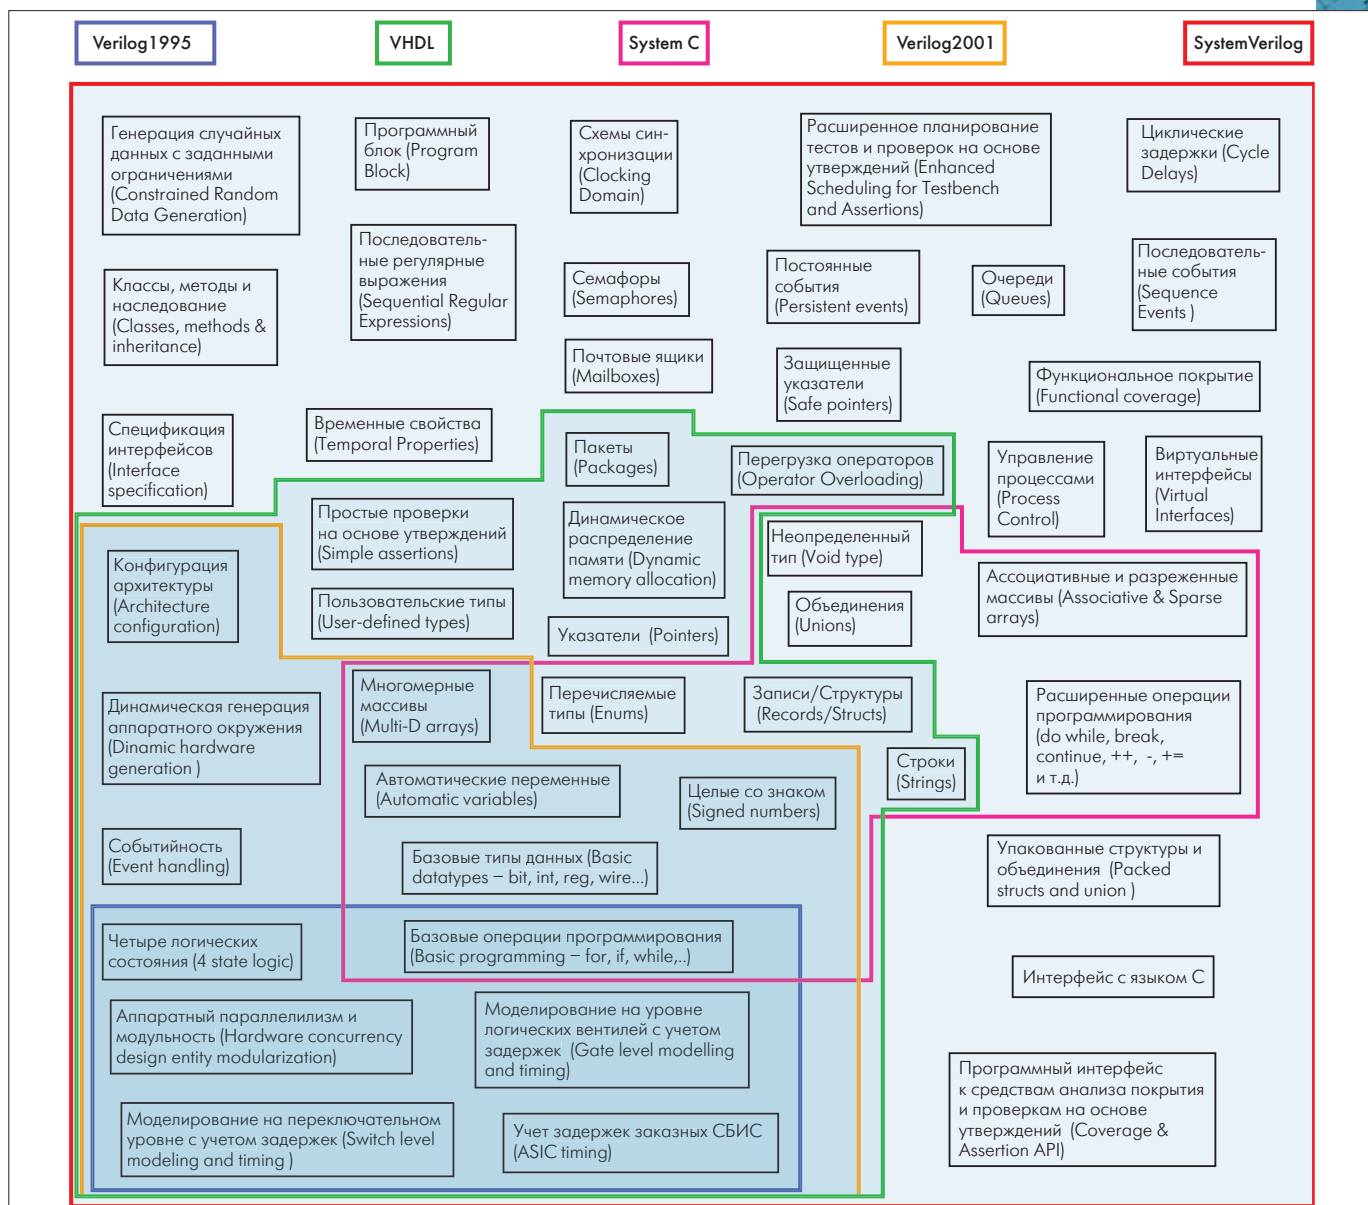 Verilog1995
VHDL
System C
Verilog2001
SystemVerilog
Генерация случайных
данных с заданными
ограничениями
(Constrained Random
Data Generation)
Программный
блок (Program
Block)
Схемы син-
хронизации
(Clocking
Domain)
Расширенное планирование
тестов и проверок на основе
утверждений (Enhanced
Scheduling for Testbench
and Assertions)
Циклические
задержки (Cycle
Delays)
Классы, методы и
наследование
(Classes, methods &
inheritance)
Последователь-
ные регулярные
выражения
(Sequential Regular
Expressions)
Семафоры
(Semaphores)
Постоянные
события
(Persistent events)
Очереди
(Queues)
Последователь-
ные события
(Sequence
Events )
Почтовые ящики
(Mailboxes)
Защищенные
указатели
(Safe pointers)
Функциональное покрытие
(Functional coverage)
Спецификация
интерфейсов
(Interface
specification)
Временные свойства
(Temporal Properties)
Пакеты
(Packages)
Перегрузка операторов
(Operator Overloading)
Управление
процессами
(Process
Control)
Виртуальные
интерфейсы
(Virtual
Interfaces)
Простые проверки
на основе утверждений
(Simple assertions)
Динамическое
распределение
памяти (Dynamic
memory allocation)
Неопределенный
тип (Void type)
Конфигурация
архитектуры
(Architecture
configuration)
Ассоциативные и разреженные
массивы (Associative & Sparse
arrays)
Пользовательские типы
(User-defined types)
Указатели (Pointers)
Объединения
(Unions)
Динамическая генерация
аппаратного окружения
(Dinamic hardware
generation )
Многомерные
массивы
(Multi-D arrays)
Перечисляемые
типы (Enums)
Записи/Структуры
(Records/Structs)
Расширенные операции
программирования
(do while, break,
continue, ++, -, +=
и т.д.)
Автоматические переменные
(Automatic variables)
Целые со знаком
(Signed numbers)
Строки
(Strings)
Событийность
(Event handling)
Базовые типы данных (Basic
datatypes – bit, int, reg, wire...)
Упакованные структуры и
объединения (Packed
structs and union )
Четыре логических
состояния (4 state logic)
Базовые операции программирования
(Basic programming – for, if, while,..)
Интерфейс с языком С
Аппаратный параллелилизм и
модульность (Hardware concurrency
design entity modularization)
Моделирование на уровне
логических вентилей с учетом
задержек (Gate level modelling
and timing)
Программный интерфейс
к средствам анализа покрытия
и проверкам на основе
утверждений (Coverage &
Assertion API)
Моделирование на переключательном
уровне с учетом задержек (Switch level
modeling and timing )
Учет задержек заказных СБИС
(ASIC timing)